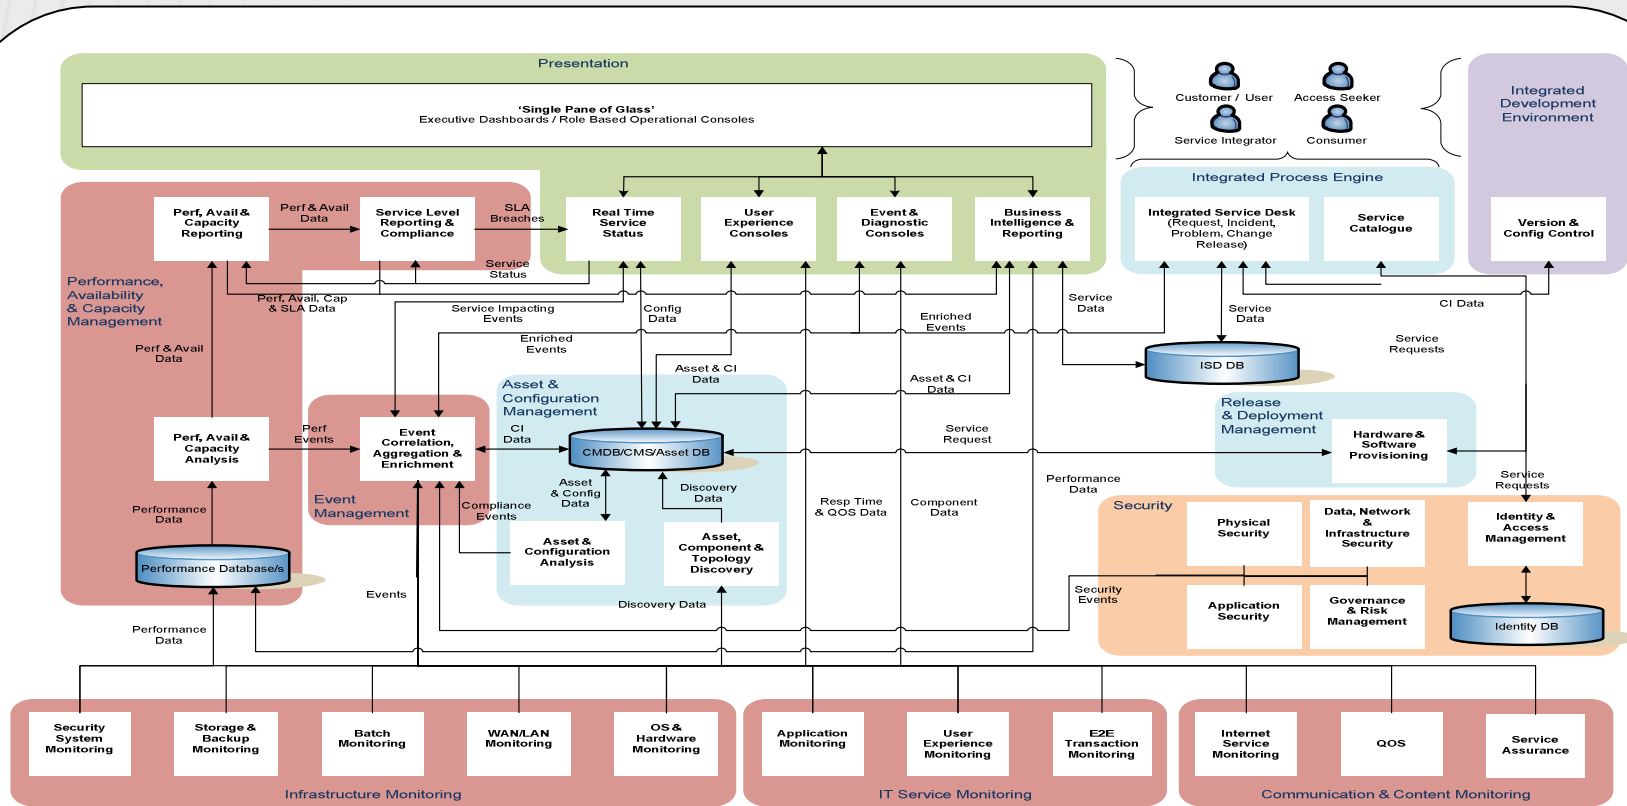 Presentation
'Single Pane of Glass'
Executive Dashboards / Role Based Operational Consoles
Customer / User
Access Seeker
Service Integrator
Consumer
Integrated
Development
Environment
Integrated Process Engine
Perf, Avail &
Capacity
Reporting
Perf & Avail
Data
Service Level
Reporting &
Compliance
SLA
Breaches
Real Time
Service
Status
User
Experience
Consoles
Event &
Diagnostic
Consoles
Business
Intelligence &
Reporting
Integrated Service Desk
(Request, Incident,
Problem, Change
Release)
Service
Catalogue
Version &
Config Control
Service
Status
Performance,
Availability
& Capacity
Management
Perf, Avail, Cap
& SLA Data
Service Impacting
Events
Config
Data
Enriched
Events
Service
Data
Service
Data
CI Data
Perf & Avail
Data
Enriched
Events
Service
Requests
ISD DB
Asset & CI
Data
Asset & CI
Data
Asset &
Configuration
Management
Release
& Deployment
Management
Perf, Avail &
Capacity
Analysis
Perf
Events
Event
Correlation,
Aggregation &
Enrichment
CI
Data
CMDB/CMS/Asset DB
Service
Request
Hardware &
Software
Provisioning
Event
Management
Compliance
Events
Asset
& Config
Data
Discovery
Data
Resp Time
& QOS Data
Component
Data
Performance
Data
Service
Requests
Performance
Data
Security
Physical
Security
Data, Network
&
Infrastructure
Security
Identity &
Access
Management
Asset &
Configuration
Analysis
Asset,
Component &
Topology
Discovery
Performance Database/s
Events
Discovery Data
Security
Events
Application
Security
Governance
& Risk
Management
Identity DB
Performance
Data
Security
System
Monitoring
Storage &
Backup
Monitoring
Batch
Monitoring
WAN/LAN
Monitoring
OS &
Hardware
Monitoring
Application
Monitoring
User
Experience
Monitoring
E2E
Transaction
Monitoring
Internet
Service
Monitoring
QOS
Service
Assurance
Infrastructure Monitoring
IT Service Monitoring
Communication & Content Monitoring